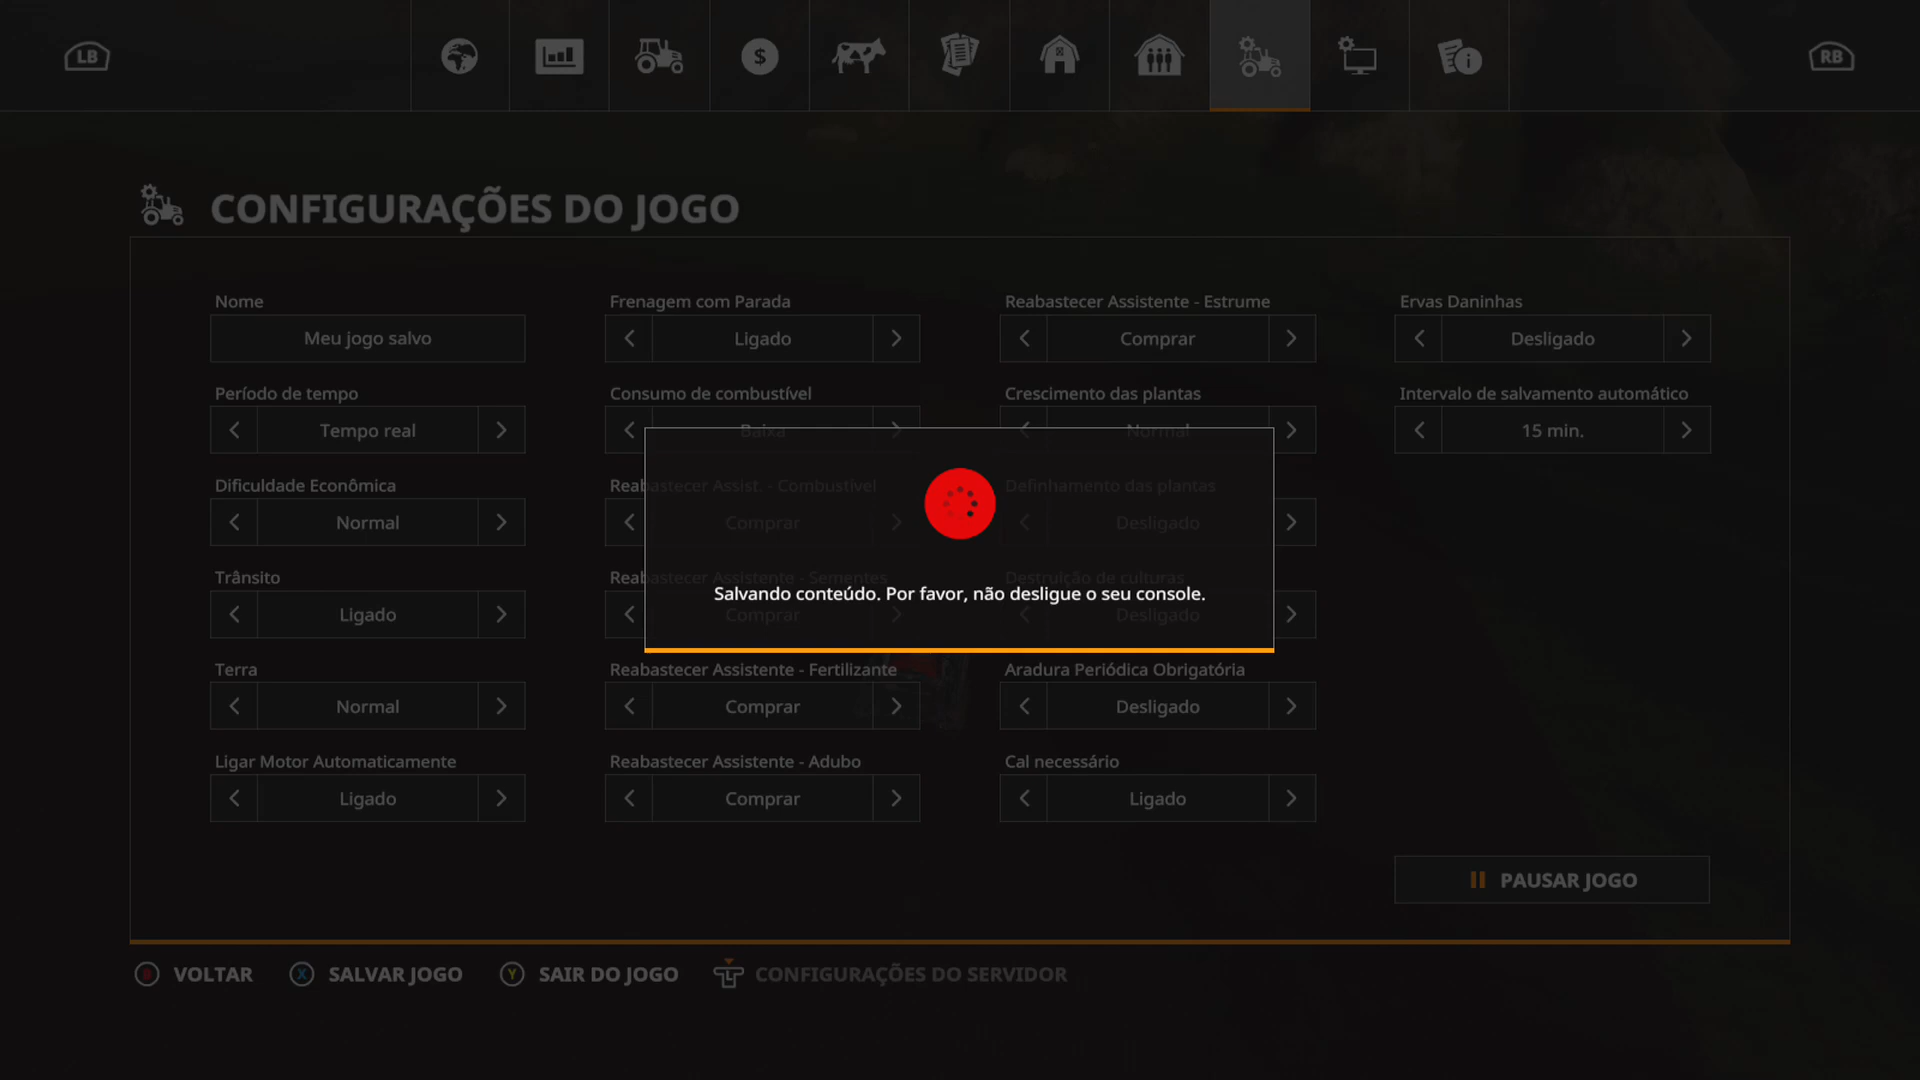 LB
RB
CONFIGURAÇÕES DO JOGO
Nome
Meu jogo salvo
Período de tempo
Tempo real
Dificuldade Econômica
Normal
Trânsito
Ligado
Terra
Normal
Ligar Motor Automaticamente
Ligado
Frenagem com Parada
Ligado
Consumo de combustível
Baixa
Reabastecer Assist. - Combustível
Comprar
Reabastecer Assistente - Sementes
Comprar
Reabastecer Assistente - Fertilizante
Comprar
Reabastecer Assistente - Adubo
Comprar
Reabastecer Assistente - Estrume
Comprar
Crescimento das plantas
Normal
Definhamento das plantas
Desligado
Destruição de culturas
Desligado
Aradura Periódica Obrigatória
Desligado
Cal necessário
Ligado
Ervas Daninhas
Desligado
Intervalo de salvamento automático
15 min.
Salvando conteúdo. Por favor, não desligue o seu console.
PAUSAR JOGO
B VOLTAR
X SALVAR JOGO
Y SAIR DO JOGO
L CONFIGURAÇÕES DO SERVIDOR